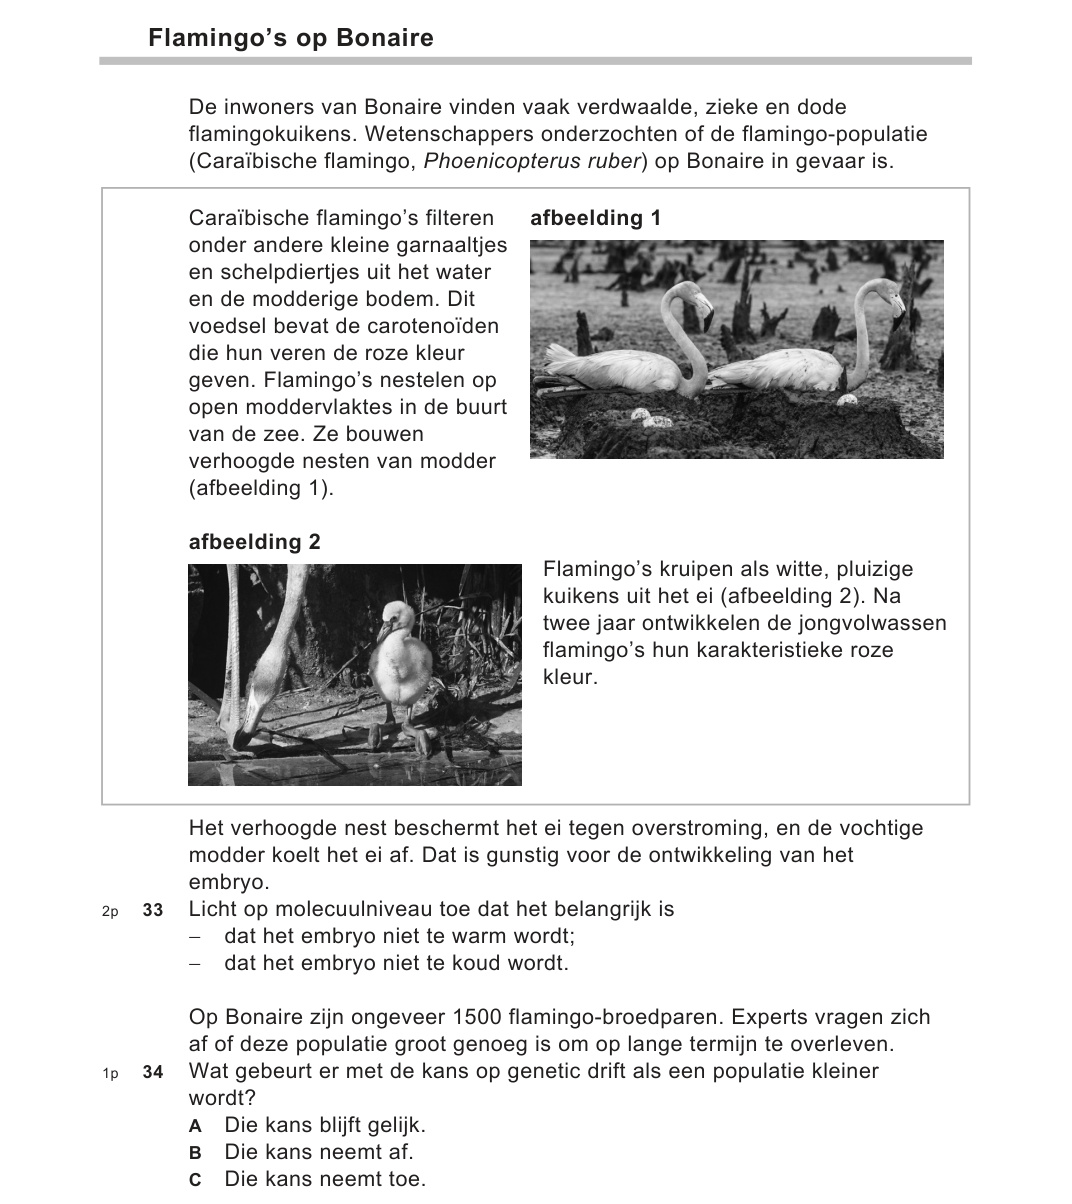 Flamingo’s op Bonaire
De inwoners van Bonaire vinden vaak verdwaalde, zieke en dode
flamingokuikens. Wetenschappers onderzochten of de flamingo-populatie
(Caraïbische flamingo, Phoenicopterus ruber) op Bonaire in gevaar is.
Caraïbische flamingo’s filteren
onder andere kleine garnaaltjes
en schelpdiertjes uit het water
en de modderige bodem. Dit
voedsel bevat de carotenoïden
die hun veren de roze kleur
geven. Flamingo’s nestelen op
open moddervlaktes in de buurt
van de zee. Ze bouwen
verhoogde nesten van modder
(afbeelding 1).
afbeelding 1
afbeelding 2
Flamingo’s kruipen als witte, pluizige
kuikens uit het ei (afbeelding 2). Na
twee jaar ontwikkelen de jongvolwassen
flamingo’s hun karakteristieke roze
kleur.
Het verhoogde nest beschermt het ei tegen overstroming, en de vochtige
modder koelt het ei af. Dat is gunstig voor de ontwikkeling van het
embryo.
2p 33 Licht op molecuulniveau toe dat het belangrijk is
– dat het embryo niet te warm wordt;
– dat het embryo niet te koud wordt.
Op Bonaire zijn ongeveer 1500 flamingo-broedparen. Experts vragen zich
af of deze populatie groot genoeg is om op lange termijn te overleven.
1p 34 Wat gebeurt er met de kans op genetic drift als een populatie kleiner
wordt?
A Die kans blijft gelijk.
B Die kans neemt af.
C Die kans neemt toe.